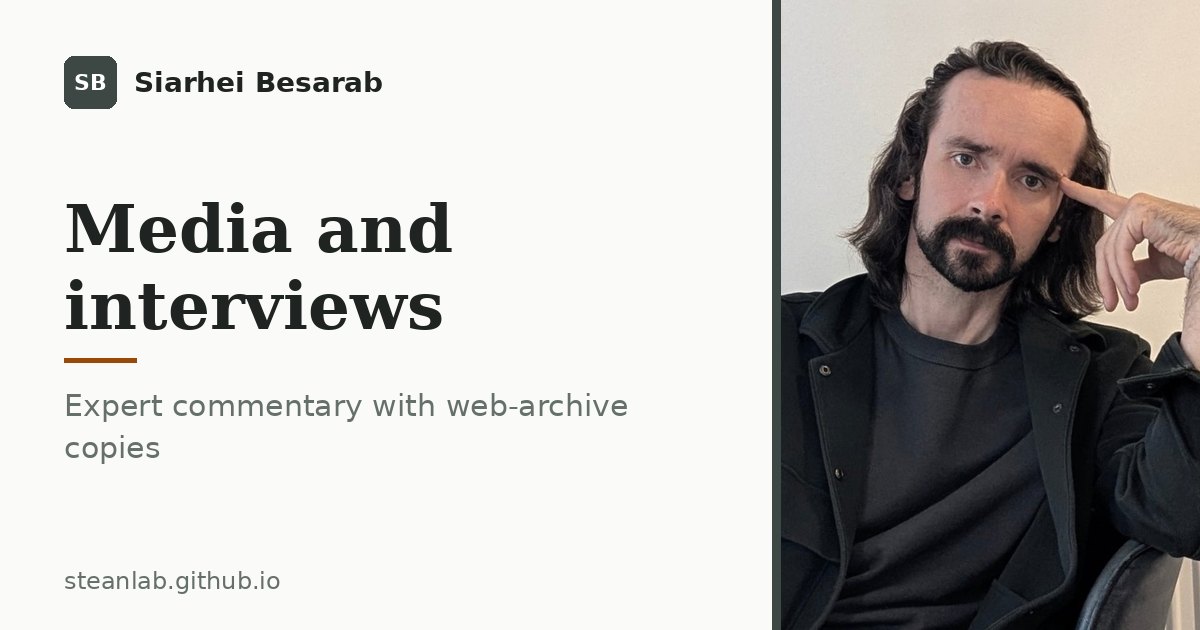 SB
Siarhei Besarab
Media and
interviews
Expert commentary with web-archive
copies
steanlab.github.io